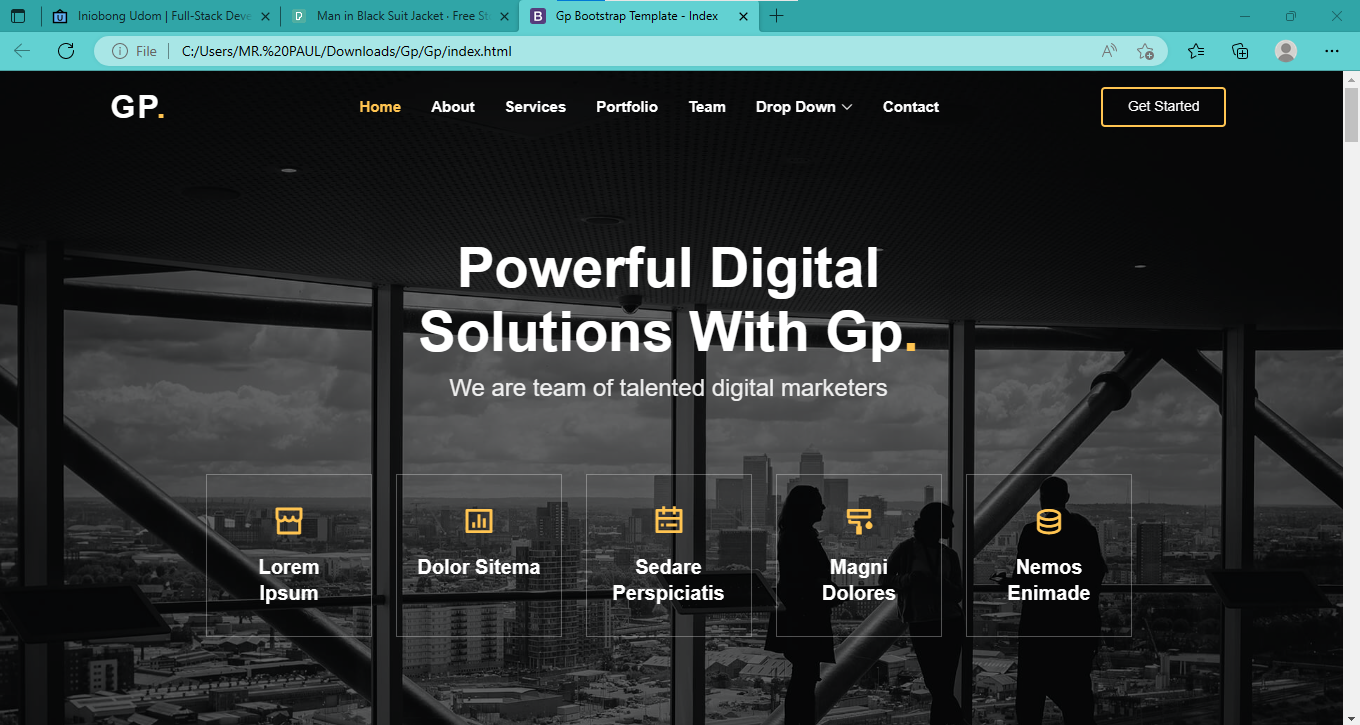 Iniobong Udom | Full-Stack Deve
Man in Black Suit Jacket · Free St
Gp Bootstrap Template - Index
File
C:/Users/MR.%20PAUL/Downloads/Gp/Gp/index.html
GP.
Home
About
Services
Portfolio
Team
Drop Down
Contact
Get Started
Powerful Digital
Solutions With Gp.
We are team of talented digital marketers
Lorem
Ipsum
Dolor Sitema
Sedare
Perspiciatis
Magni
Dolores
Nemos
Enimade